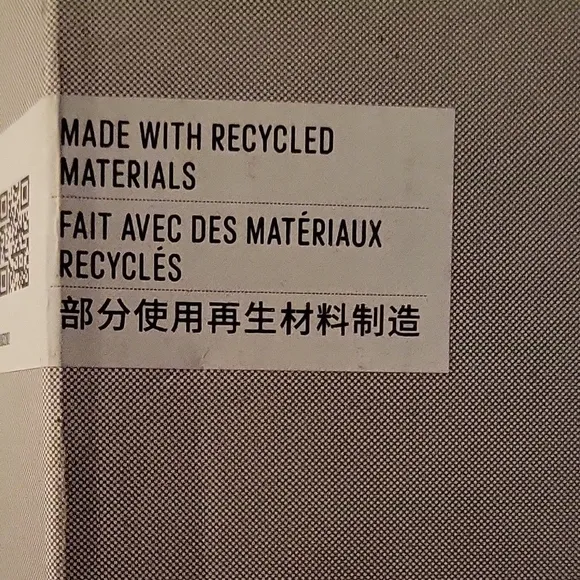 MADE WITH RECYCLED
MATERIALS
FAIT AVEC DES MATÉRIAUX
RECYCLÉS
部分使用再生材料制造